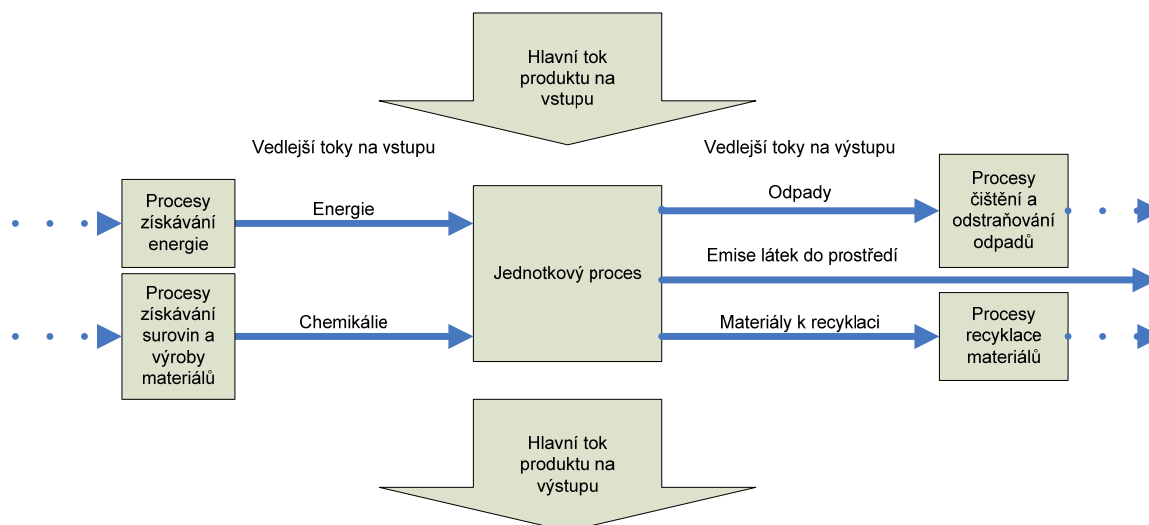 Hlavní tok
produktu na
vstupu
Vedlejší toky na vstupu
Vedlejší toky na výstupu
Procesy
získávání
energie
Energie
Jednotkový proces
Odpady
Procesy
čištění a
odstraňování
odpadů
Emise látek do prostředí
Procesy
získávání
surovin a
výroby
materiálů
Chemikálie
Materiály k recyklaci
Procesy
recyklace
materiálů
Hlavní tok
produktu na
výstupu